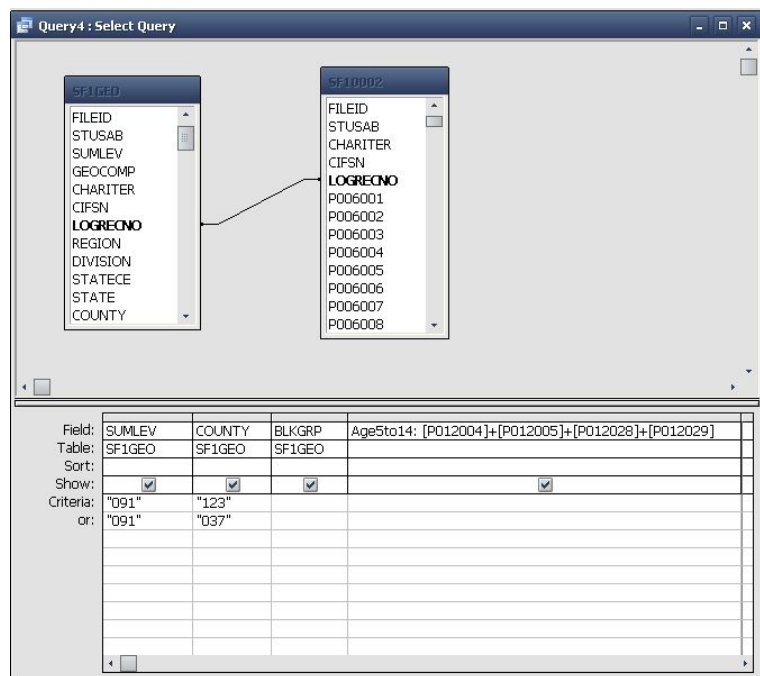 Query4 : Select Query
SF1GEO
FILEID
STUSAB
SUMLEV
GEOCOMP
CHARITER
CIFSN
LOGRECNO
REGION
DIVISION
STATECE
STATE
COUNTY
SF10002
FILEID
STUSAB
CHARITER
CIFSN
LOGRECNO
P006001
P006002
P006003
P006004
P006005
P006006
P006007
P006008
Field: SUMLEV COUNTY BLKGRP Age5to14: [P012004]+[P012005]+[P012028]+[P012029]
Table: SF1GEO SF1GEO SF1GEO
Sort:
Show:
Criteria: "091" "123"
or: "091" "037"